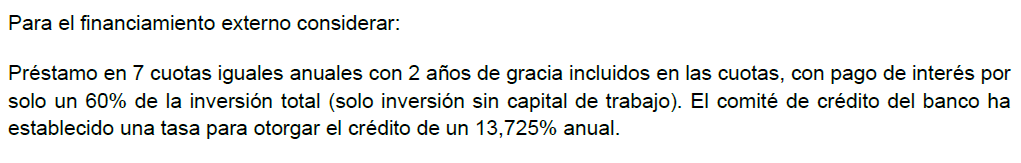 Para el financiamiento externo considerar:
Préstamo en 7 cuotas iguales anuales con 2 años de gracia incluidos en las cuotas, con pago de interés por
solo un 60% de la inversión total (solo inversión sin capital de trabajo). El comité de crédito del banco ha
establecido una tasa para otorgar el crédito de un 13,725% anual.